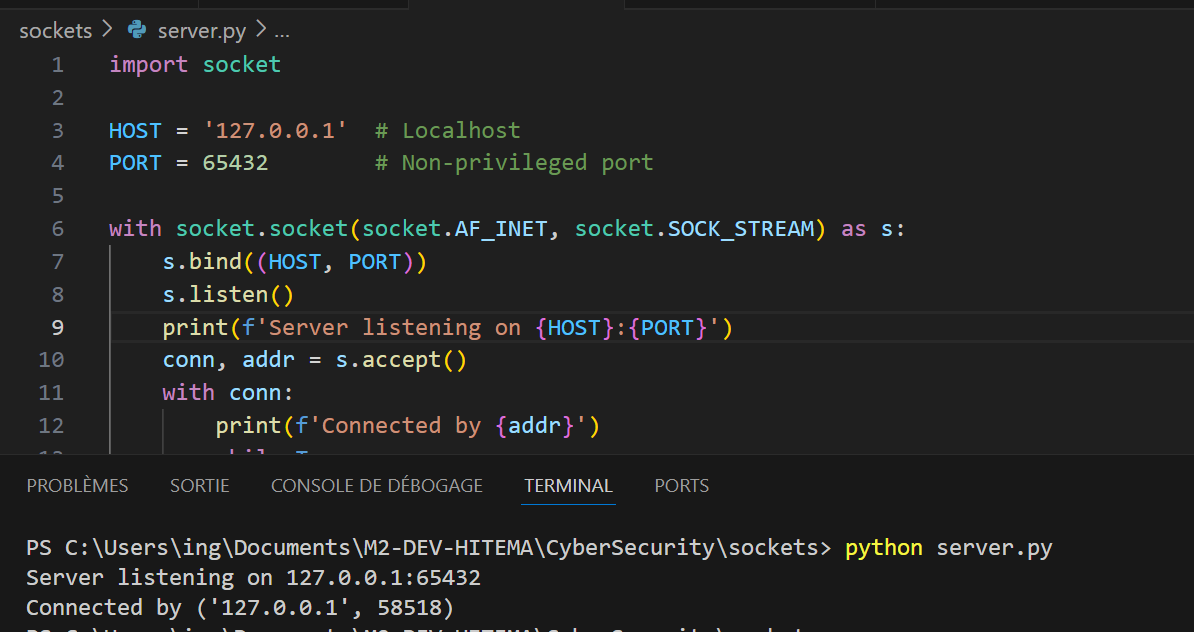 sockets > server.py > ...
1 import socket
2
3 HOST = '127.0.0.1'  # Localhost
4 PORT = 65432        # Non-privileged port
5
6 with socket.socket(socket.AF_INET, socket.SOCK_STREAM) as s:
7     s.bind((HOST, PORT))
8     s.listen()
9     print(f'Server listening on {HOST}:{PORT}')
10     conn, addr = s.accept()
11     with conn:
12         print(f'Connected by {addr}')
PROBLÈMES SORTIE CONSOLE DE DÉBOGAGE TERMINAL PORTS
PS C:\Users\ing\Documents\M2-DEV-HITEMA\CyberSecurity\sockets> python server.py
Server listening on 127.0.0.1:65432
Connected by ('127.0.0.1', 58518)